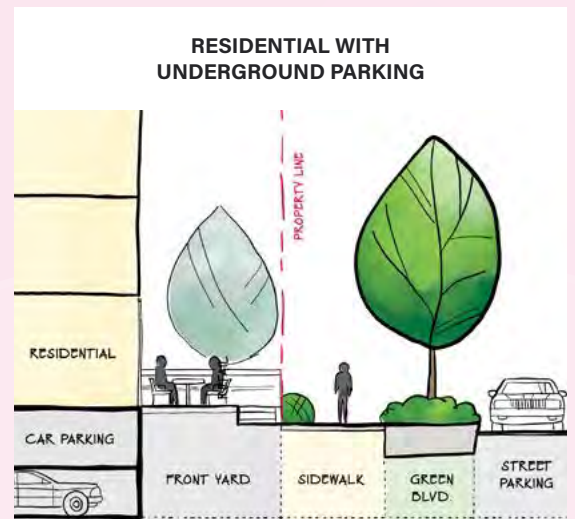 RESIDENTIAL WITH
UNDERGROUND PARKING
PROPERTY LINE
RESIDENTIAL
CAR PARKING
FRONT YARD
SIDEWALK
GREEN
BLVD
STREET
PARKING